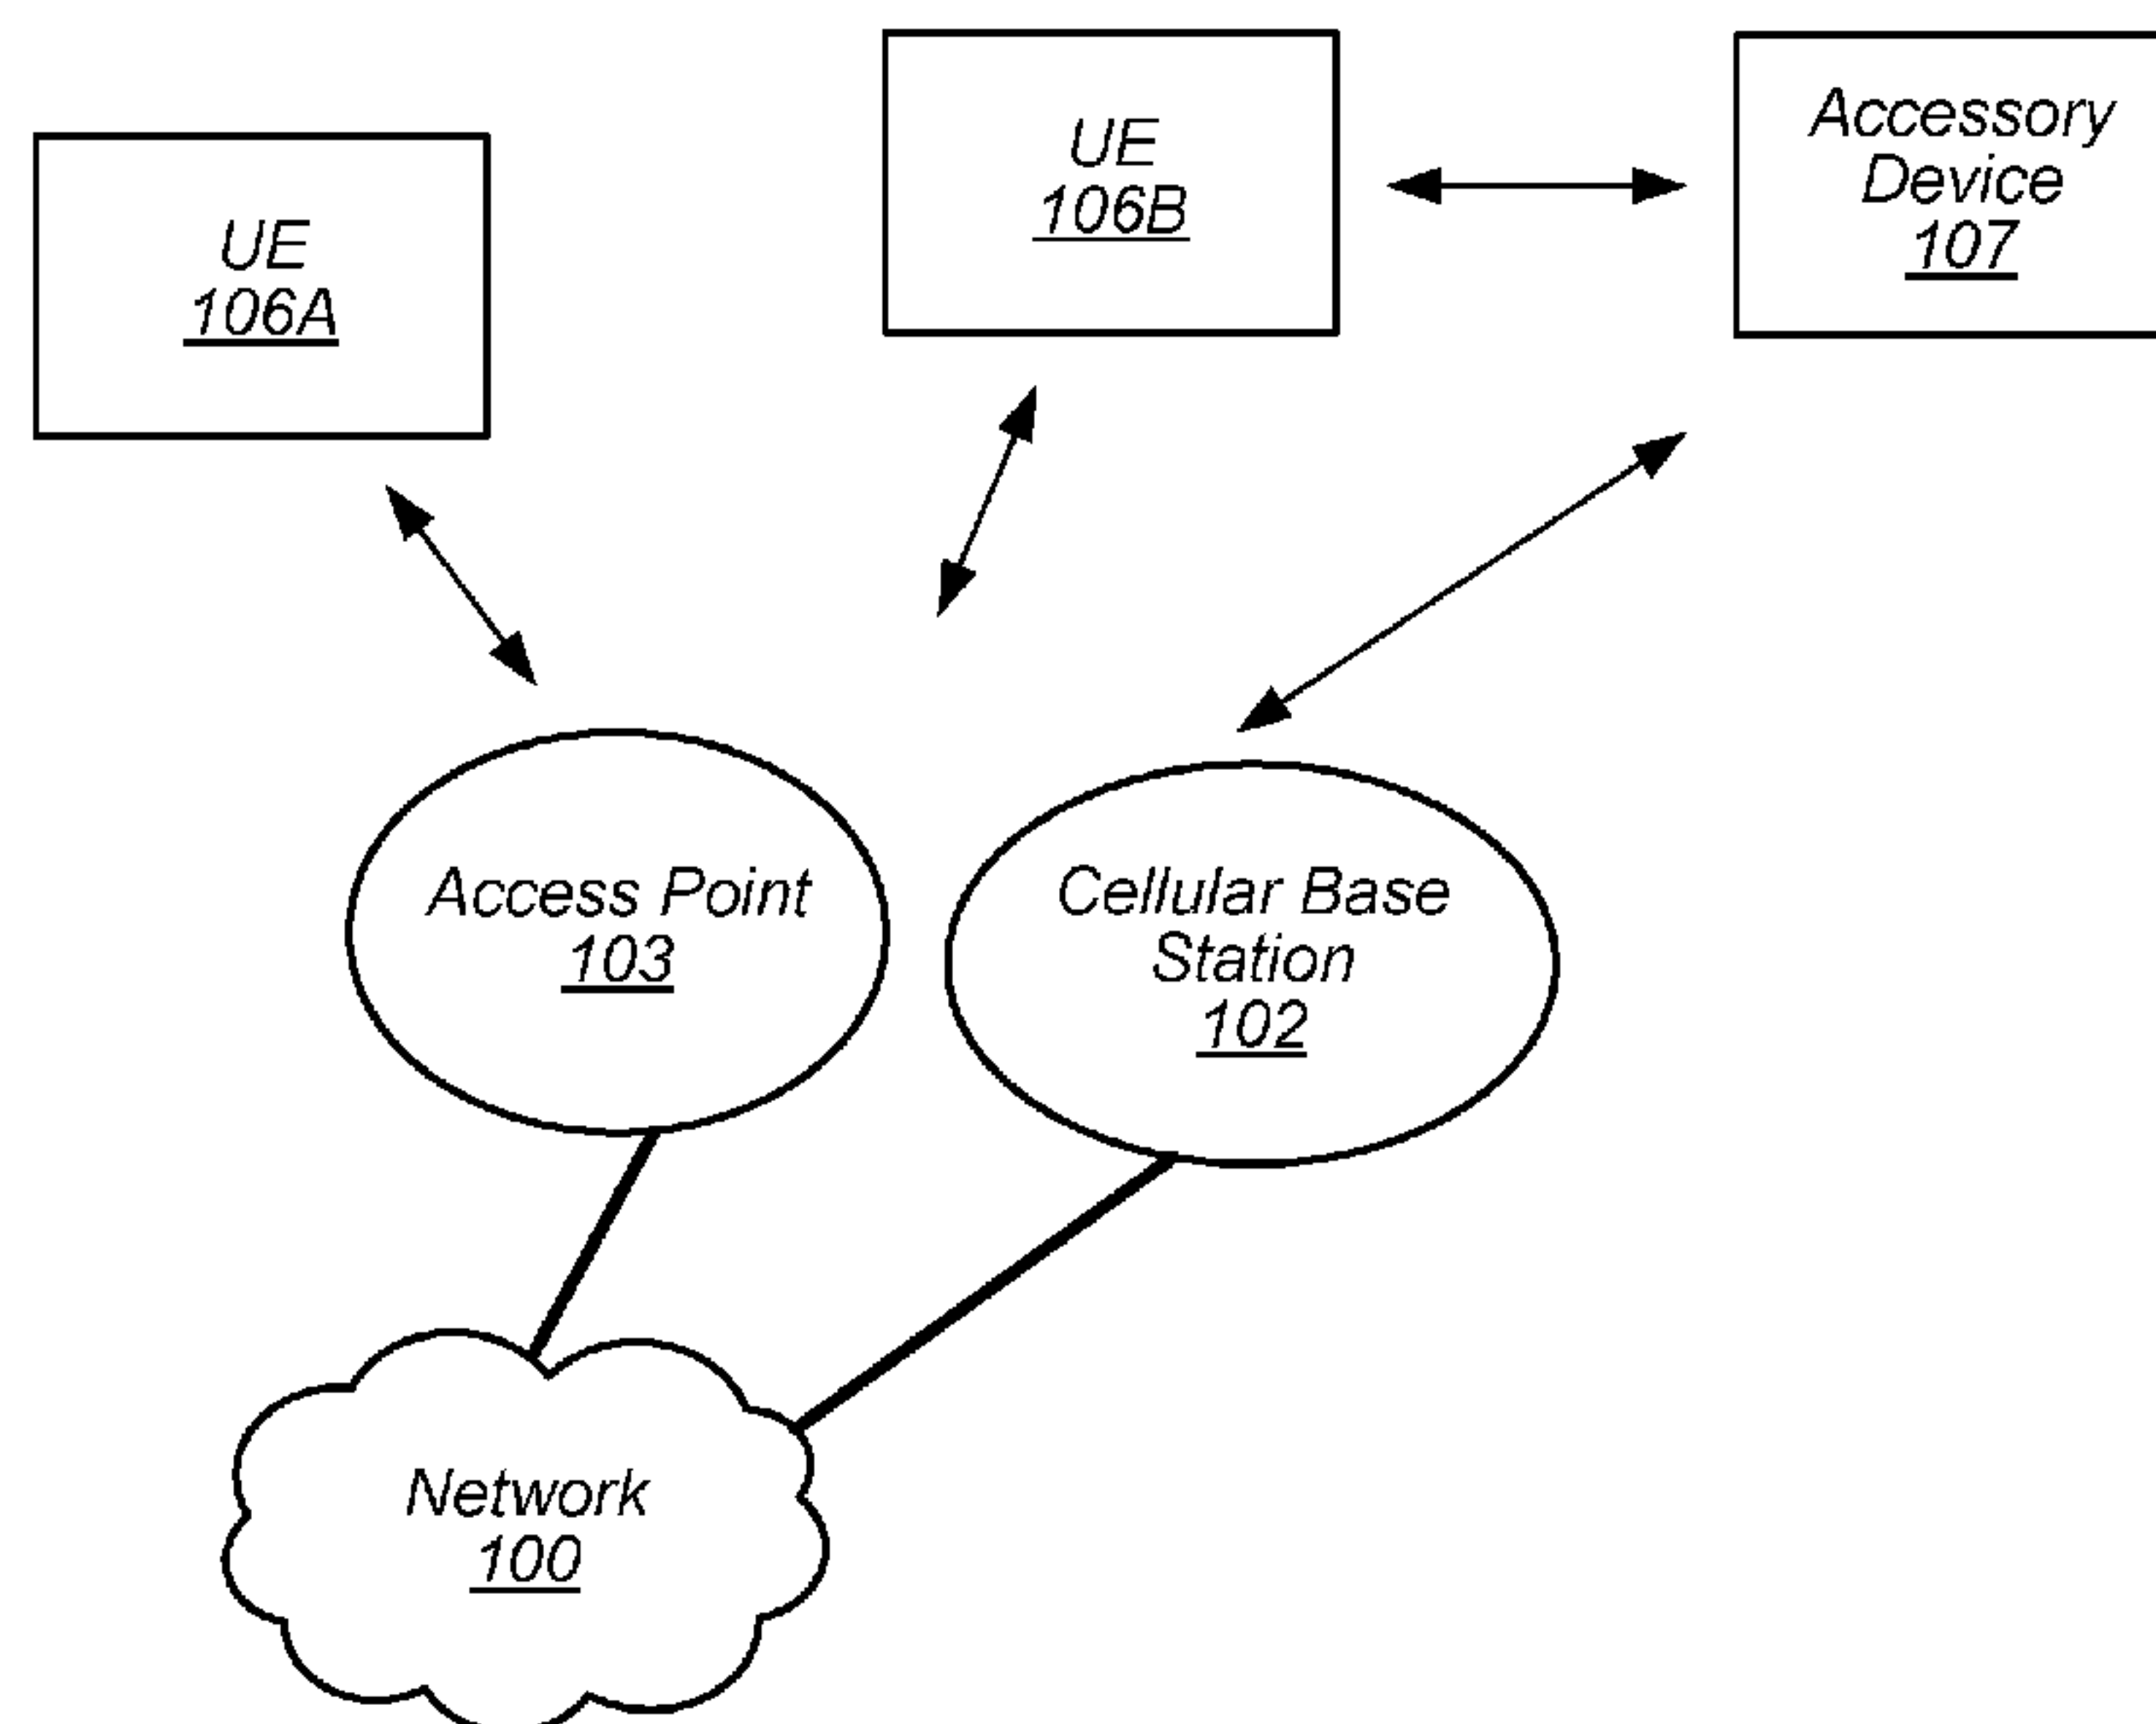 UE
106A
UE
106B
Accessory
Device
107
Access Point
103
Cellular Base
Station
102
Network
100